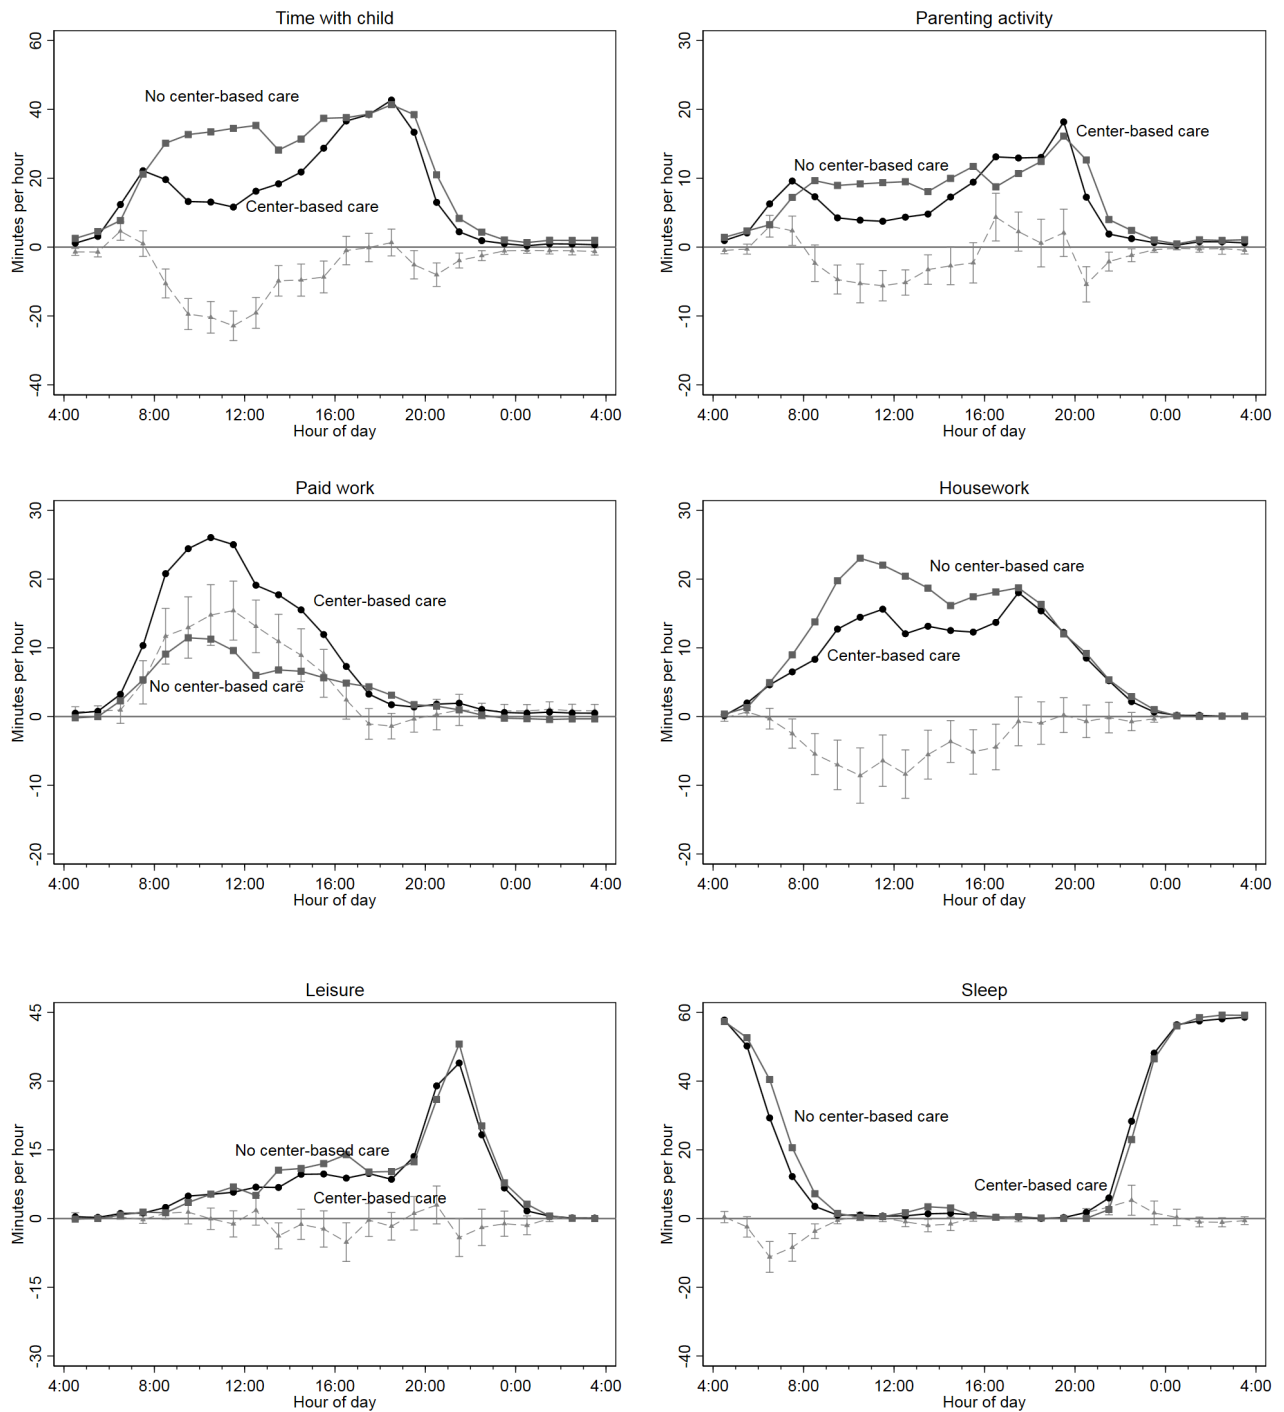 Time with child
Minutes per hour
60
40
20
0
-20
-40
No center-based care
Center-based care
4:00 8:00 12:00 16:00 20:00 0:00 4:00
Hour of day
Parenting activity
Minutes per hour
30
20
10
0
-10
-20
Center-based care
No center-based care
4:00 8:00 12:00 16:00 20:00 0:00 4:00
Hour of day
Paid work
Minutes per hour
30
20
10
0
-10
-20
Center-based care
No center-based care
4:00 8:00 12:00 16:00 20:00 0:00 4:00
Hour of day
Housework
Minutes per hour
30
20
10
0
-10
-20
No center-based care
Center-based care
4:00 8:00 12:00 16:00 20:00 0:00 4:00
Hour of day
Leisure
Minutes per hour
45
30
15
0
-15
-30
No center-based care
Center-based care
4:00 8:00 12:00 16:00 20:00 0:00 4:00
Hour of day
Sleep
Minutes per hour
60
40
20
0
-20
-40
No center-based care
Center-based care
4:00 8:00 12:00 16:00 20:00 0:00 4:00
Hour of day